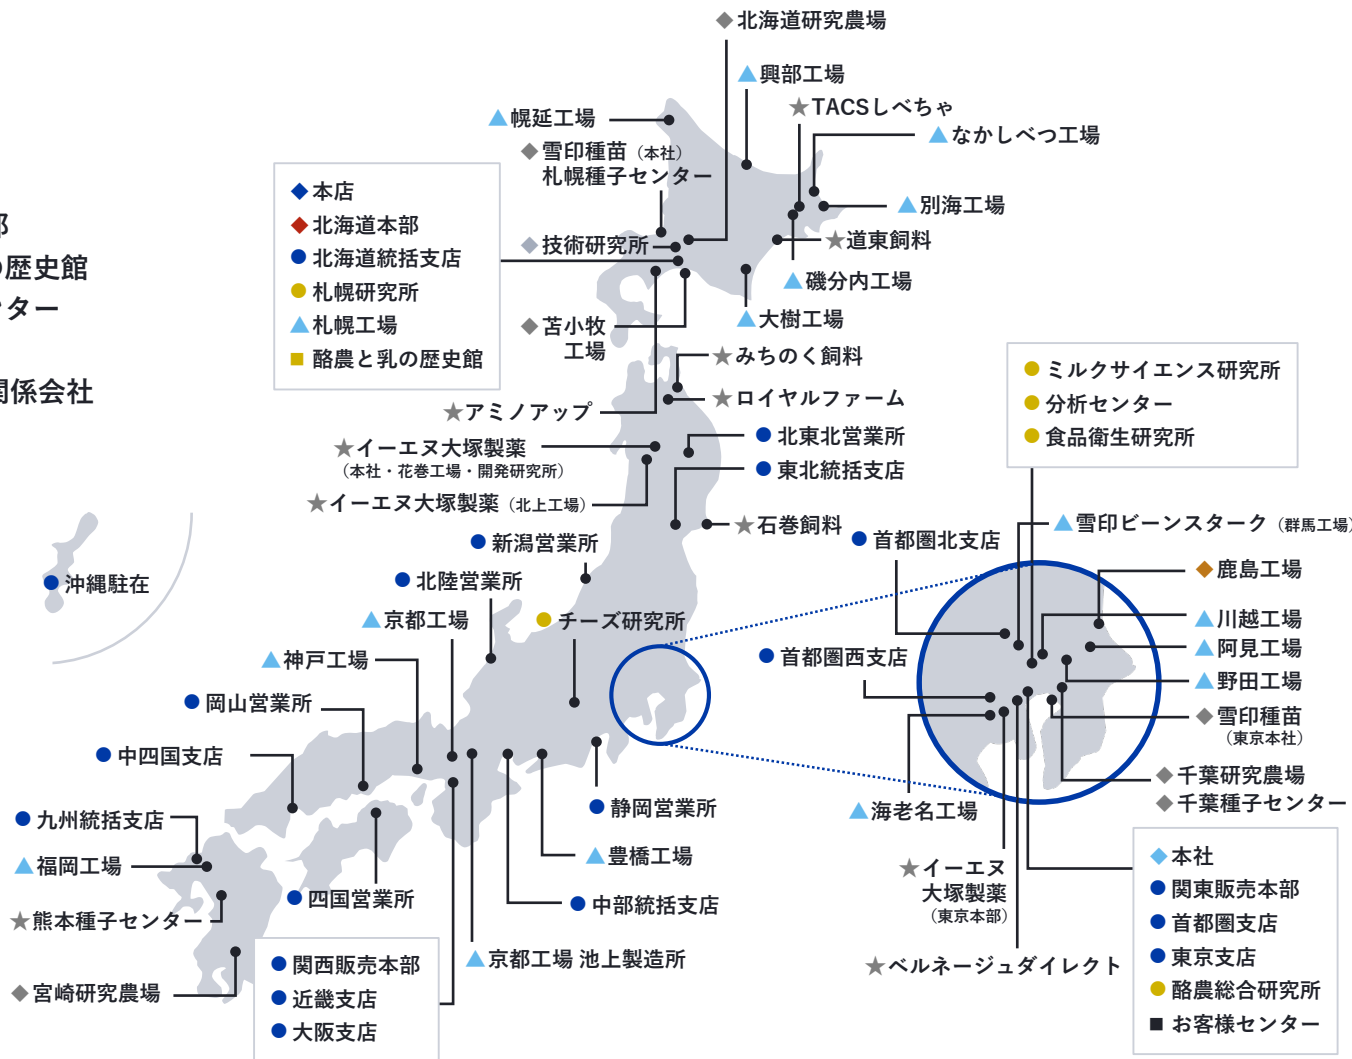 北海道研究農場
興部工場
TACSしべちゃ
幌延工場
なかしべつ工場
雪印種苗（本社）
札幌種子センター
本店
北海道本部
北海道統括支店
札幌研究所
札幌工場
酪農と乳の歴史館
別海工場
技術研究所
道東飼料
磯分内工場
大樹工場
苫小牧
工場
部
の歴史館
ンター
関係会社
みちのく飼料
ロイヤルファーム
アミノアップ
北東北営業所
イーエヌ大塚製薬
（本社・花巻工場・開発研究所）
東北統括支店
イーエヌ大塚製薬（北上工場）
石巻飼料
ミルクサイエンス研究所
分析センター
食品衛生研究所
雪印ビーンスターク（群馬工場）
首都圏北支店
新潟営業所
北陸営業所
沖縄駐在
鹿島工場
京都工場
チーズ研究所
川越工場
阿見工場
神戸工場
首都圏西支店
野田工場
岡山営業所
雪印種苗
（東京本社）
中四国支店
千葉研究農場
千葉種子センター
静岡営業所
海老名工場
九州統括支店
福岡工場
豊橋工場
イーエヌ
大塚製薬
（東京本部）
四国営業所
中部統括支店
熊本種子センター
京都工場 池上製造所
ベルネージュダイレクト
宮崎研究農場
関西販売本部
近畿支店
大阪支店
本社
関東販売本部
首都圏支店
東京支店
酪農総合研究所
お客様センター